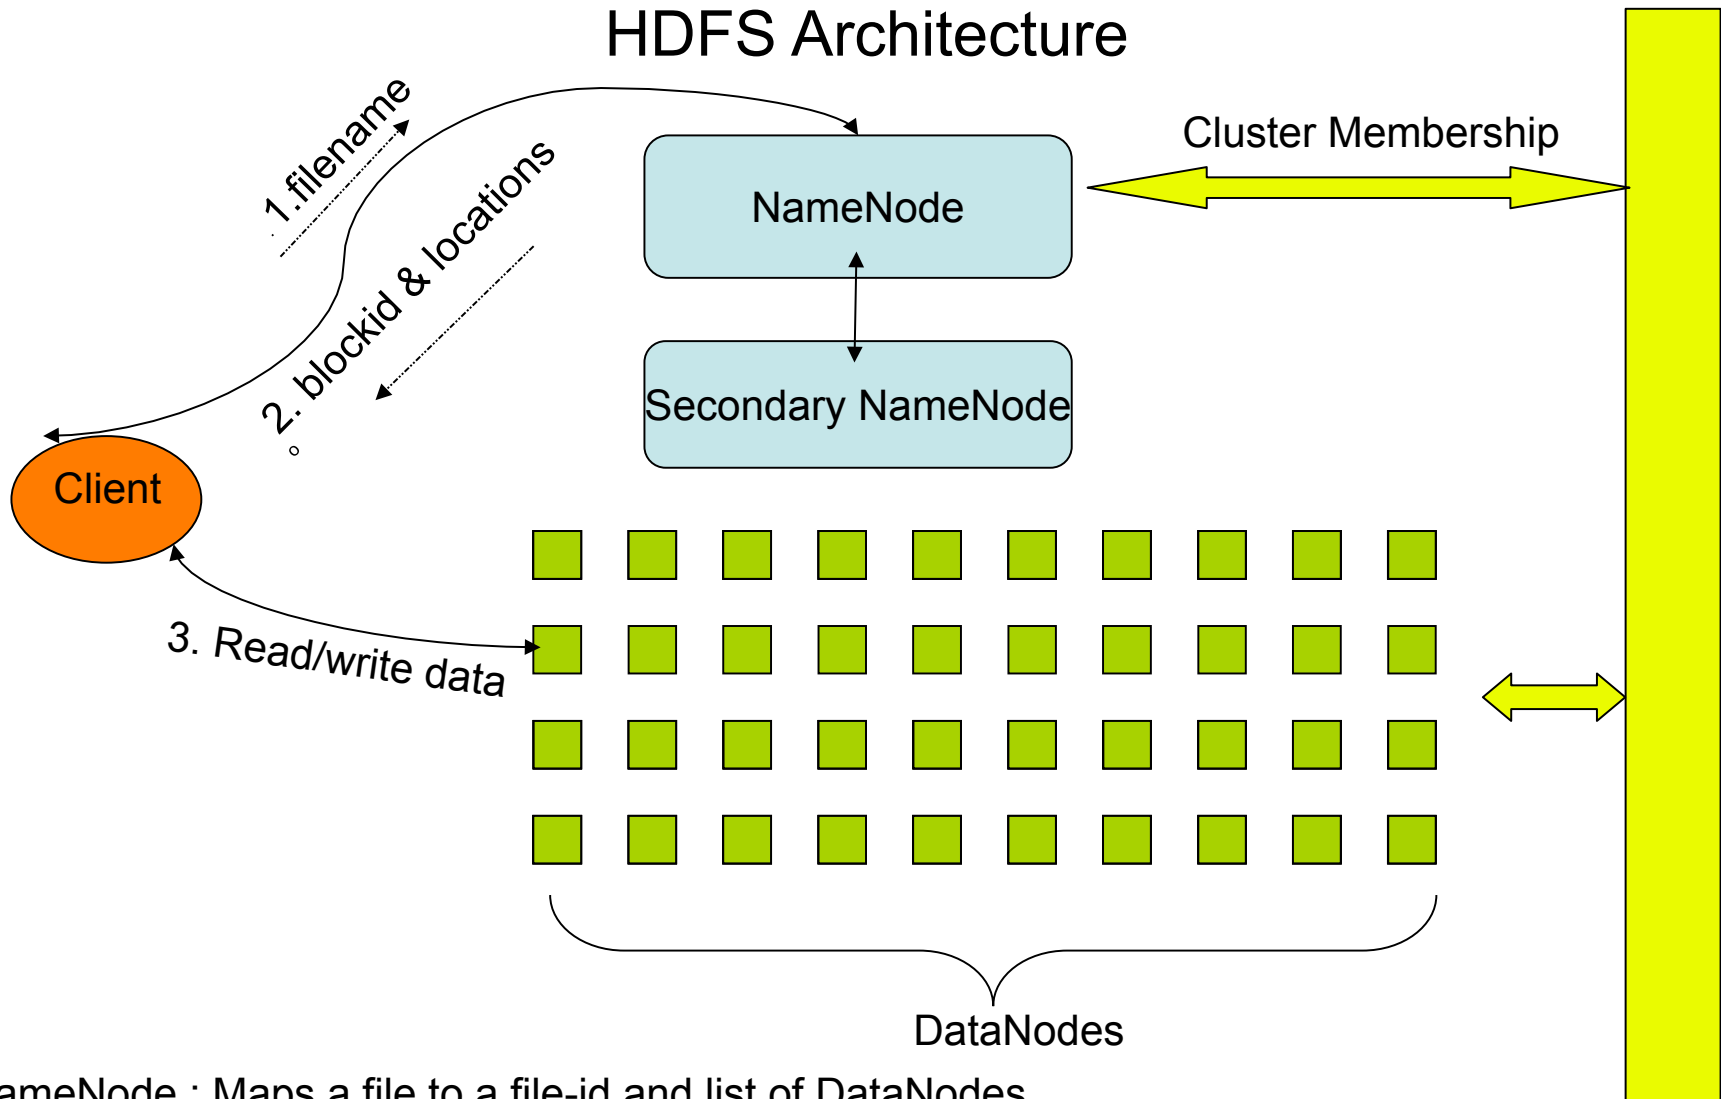 HDFS Architecture
1.filename
2. blockid & locations
Cluster Membership
NameNode
Secondary NameNode
Client
3. Read/write data
DataNodes
ameNode : Maps a file to a file-id and list of DataNodes